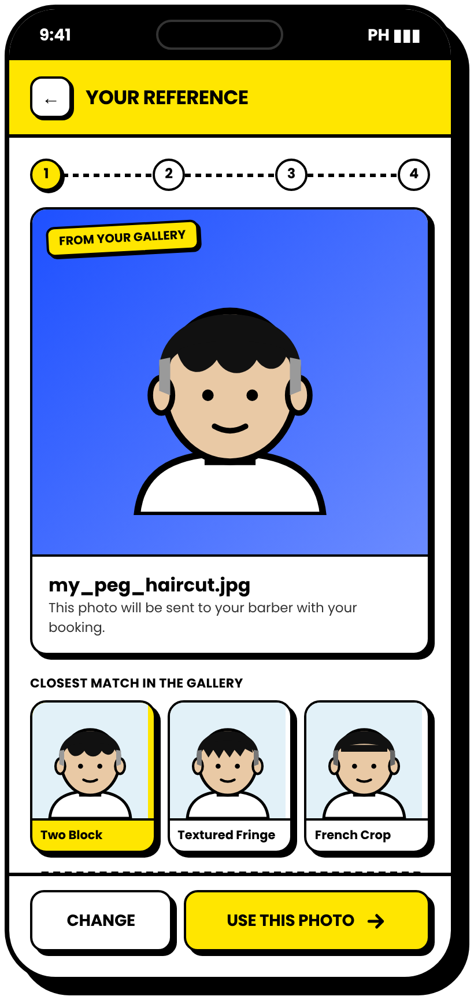 9:41
PH
← YOUR REFERENCE
1 2 3 4
FROM YOUR GALLERY
my_peg_haircut.jpg
This photo will be sent to your barber with your
booking.
CLOSEST MATCH IN THE GALLERY
Two Block
Textured Fringe
French Crop
CHANGE
USE THIS PHOTO →